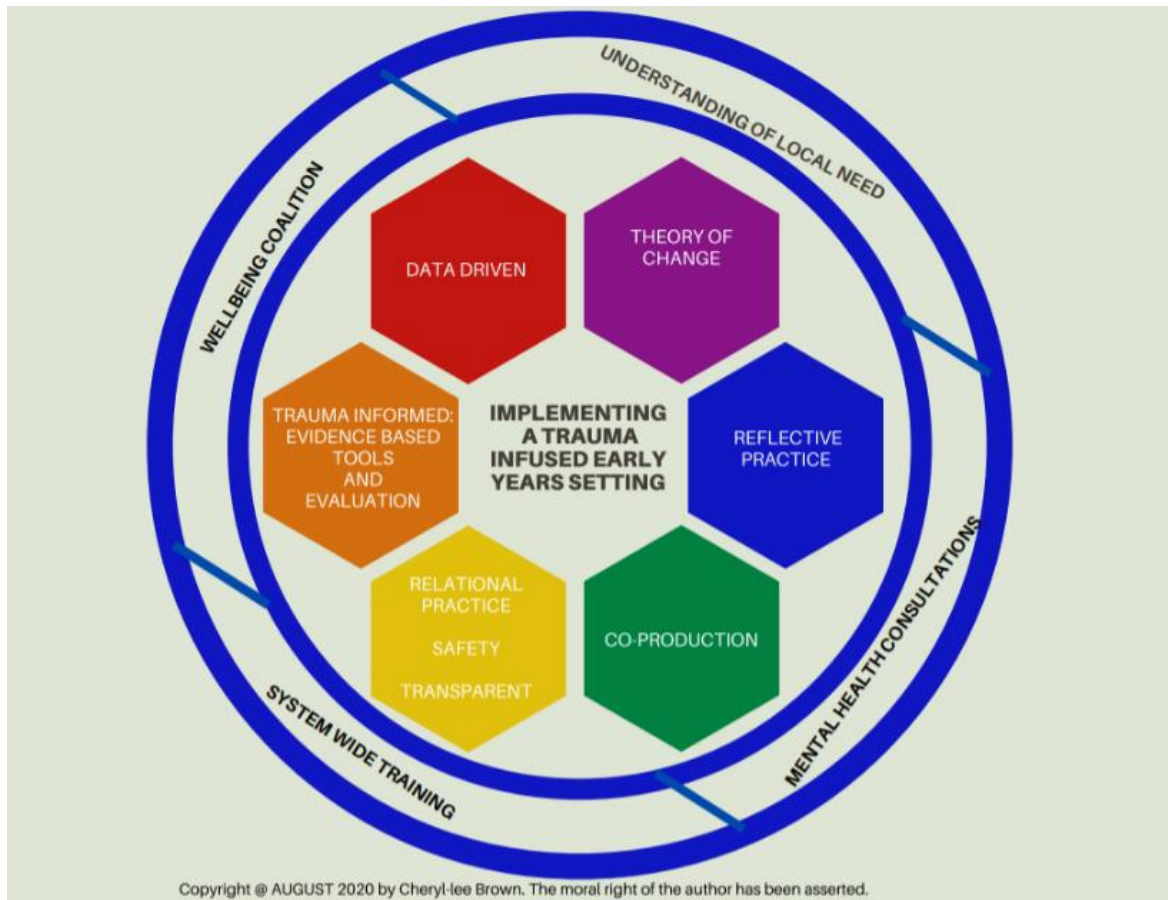 UNDERSTANDING OF LOCAL NEED
WELLBEING COALITION
DATA DRIVEN
THEORY OF
CHANGE
TRAUMA INFORMED:
EVIDENCE BASED
TOOLS
AND
EVALUATION
IMPLEMENTING
A TRAUMA
INFUSED EARLY
YEARS SETTING
REFLECTIVE
PRACTICE
RELATIONAL
PRACTICE
SAFETY
TRANSPARENT
CO-PRODUCTION
MENTAL HEALTH CONSULTATIONS
SYSTEM WIDE TRAINING
Copyright @ AUGUST 2020 by Cheryl-lee Brown. The moral right of the author has been asserted.